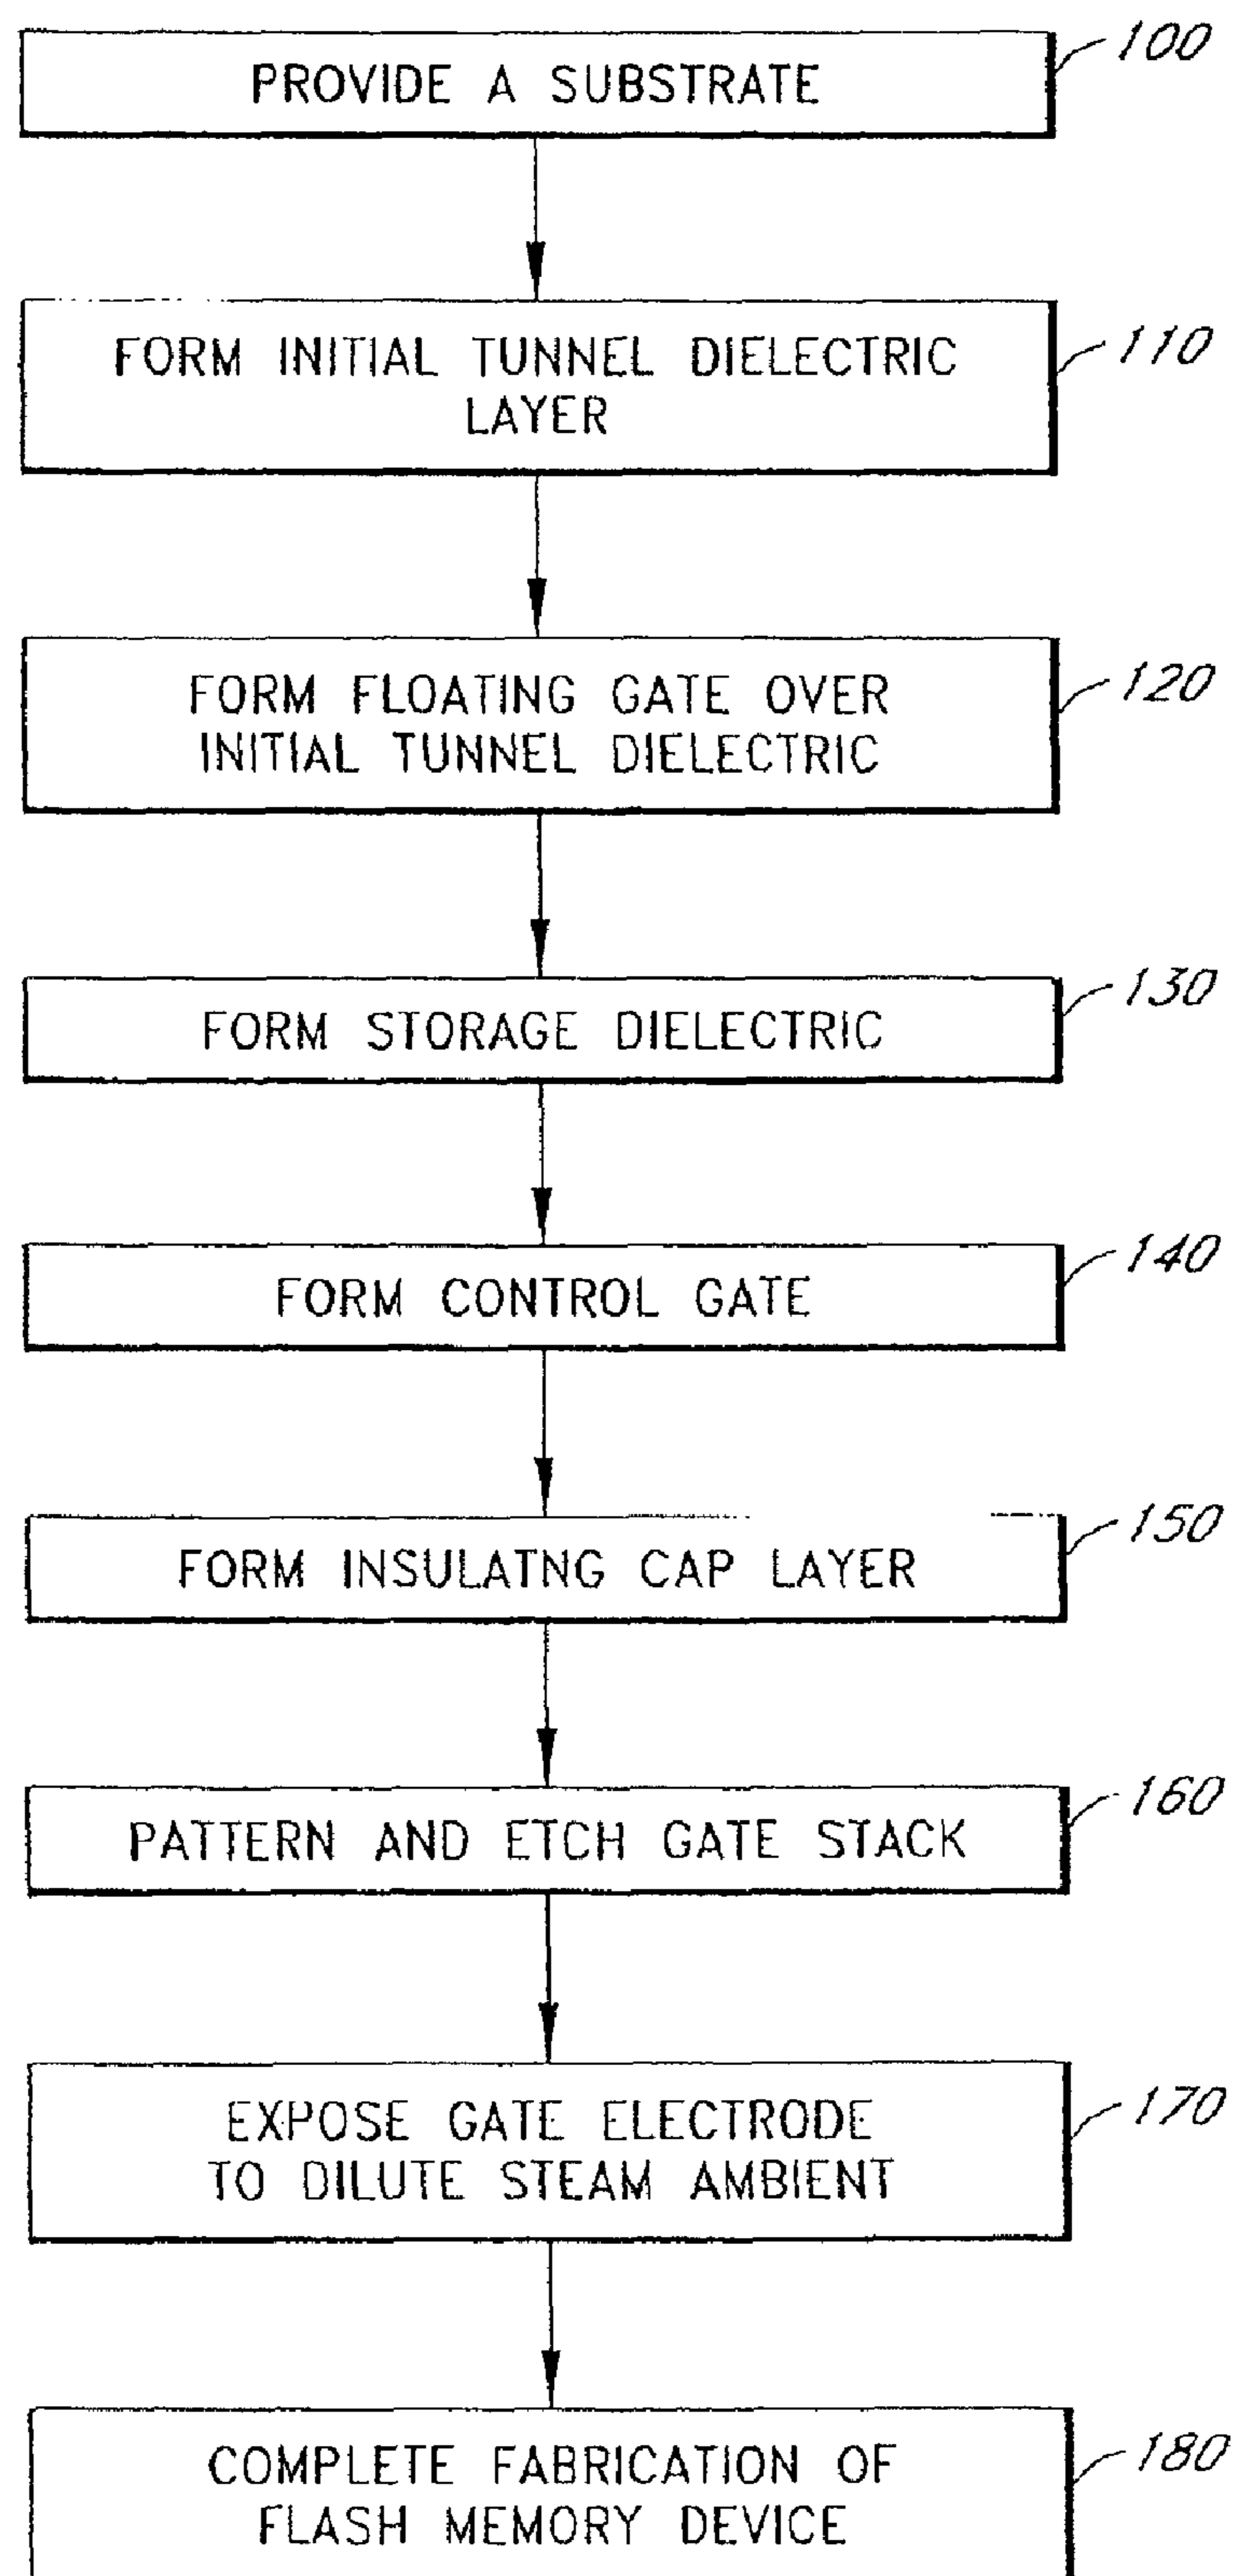 PROVIDE A SUBSTRATE
100
FORM INITIAL TUNNEL DIELECTRIC
LAYER
110
FORM FLOATING GATE OVER
INITIAL TUNNEL DIELECTRIC
120
FORM STORAGE DIELECTRIC
130
FORM CONTROL GATE
140
FORM INSULATNG CAP LAYER
150
PATTERN AND ETCH GATE STACK
160
EXPOSE GATE ELECTRODE
TO DILUTE STEAM AMBIENT
170
COMPLETE FABRICATION OF
FLASH MEMORY DEVICE
180